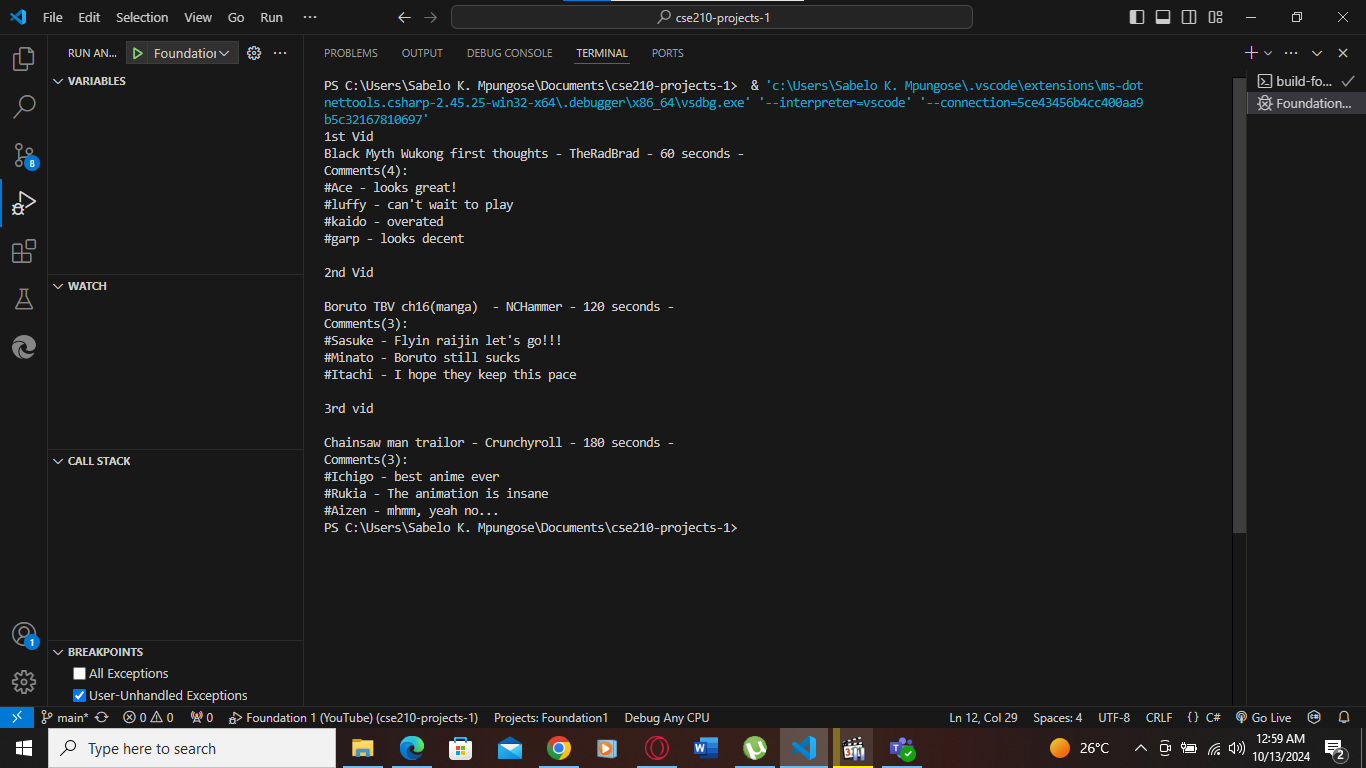 File Edit Selection View Go Run ··· cse210-projects-1
RUN AN... Foundation ···
VARIABLES
WATCH
CALL STACK
BREAKPOINTS
All Exceptions
User-Unhandled Exceptions
PROBLEMS OUTPUT DEBUG CONSOLE TERMINAL PORTS
PS C:\Users\Sabelo K. Mpungose\Documents\cse210-projects-1>  & 'c:\Users\Sabelo K. Mpungose\.vscode\extensions\ms-dot
nettools.csharp-2.45.25-win32-x64\.debugger\x86_64\vsdbg.exe' '--interpreter=vscode' '--connection=5ce43456b4cc400aa9
b5c32167810697'
1st Vid
Black Myth Wukong first thoughts - TheRadBrad - 60 seconds -
Comments(4):
#Ace - looks great!
#luffy - can't wait to play
#kaido - overated
#garp - looks decent
2nd Vid
Boruto TBV ch16(manga)  - NCHammer - 120 seconds -
Comments(3):
#Sasuke - Flyin raijin let's go!!!
#Minato - Boruto still sucks
#Itachi - I hope they keep this pace
3rd vid
Chainsaw man trailor - Crunchyroll - 180 seconds -
Comments(3):
#Ichigo - best anime ever
#Rukia - The animation is insane
#Aizen - mhmm, yeah no...
PS C:\Users\Sabelo K. Mpungose\Documents\cse210-projects-1>
build-fo...
Foundation...
8
1
main* 0 0 0 Foundation 1 (YouTube) (cse210-projects-1) Projects: Foundation1 Debug Any CPU Ln 12, Col 29 Spaces: 4 UTF-8 CRLF {} C# Go Live
Type here to search 26°C 12:59 AM
10/13/2024
2